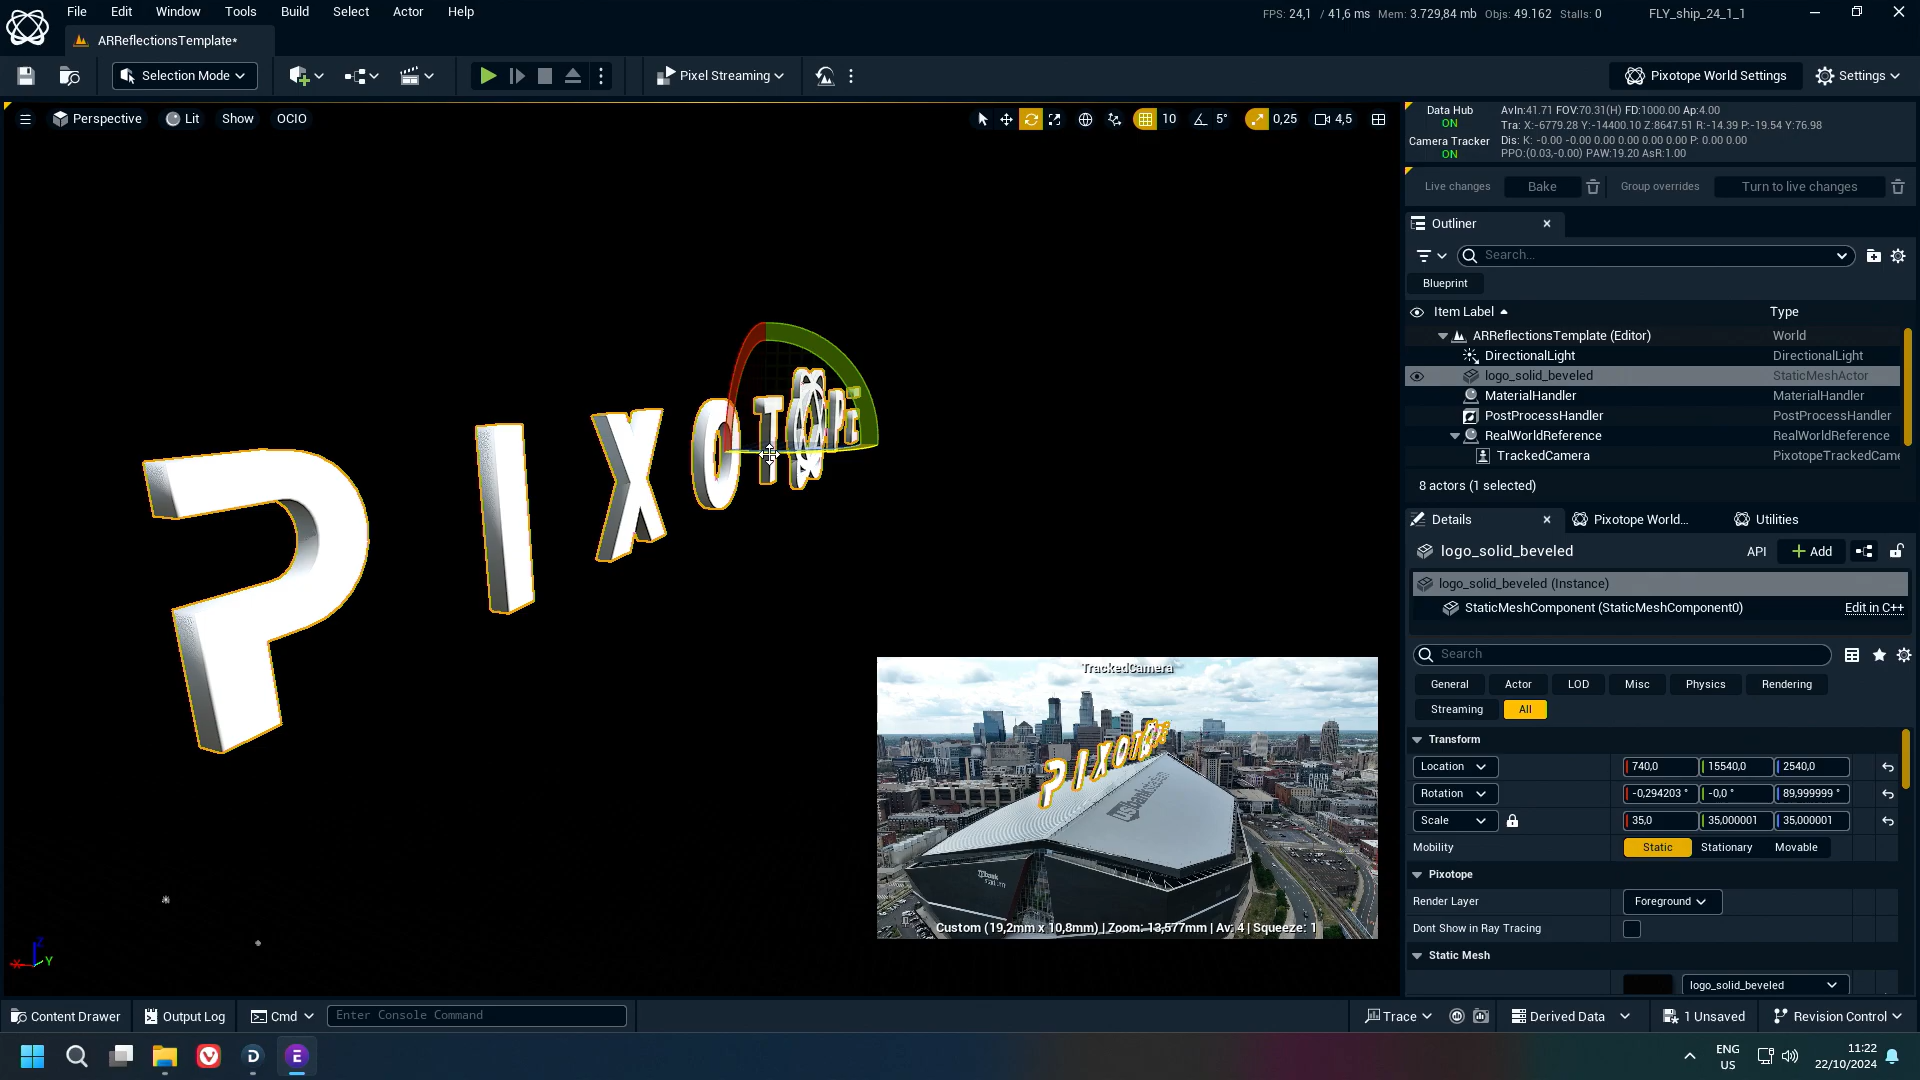 File Edit Window Tools Build Select Actor Help
FPS: 24,1 / 41,6 ms Mem: 3.729,84 mb Objs: 49.162 Stalls: 0 FLY_ship_24_1_1
ARReflectionsTemplate*
Selection Mode Pixel Streaming Pixotope World Settings Settings
Perspective Lit Show OCIO 10 5° 0,25 4,5
Data Hub
ON
Camera Tracker
ON
AvIn:41.71 FOV:70.31(H) FD:1000.00 Ap:4.00
Tra: X:-6779.28 Y:-14400.10 Z:8647.51 R:-14.39 P:-19.54 Y:76.98
Dis: K: -0.00 -0.00 0.00 0.00 0.00 0.00 P: 0.00 0.00
PPO:(0.03,-0.00) PAW:19.20 AsR:1.00
Live changes Bake Group overrides Turn to live changes
Outliner
Search...
Blueprint
Item Label Type
ARReflectionsTemplate (Editor) World
DirectionalLight DirectionalLight
logo_solid_beveled StaticMeshActor
MaterialHandler MaterialHandler
PostProcessHandler PostProcessHandler
RealWorldReference RealWorldReference
TrackedCamera PixotopeTrackedCame
8 actors (1 selected)
Details Pixotope World... Utilities
logo_solid_beveled API Add
logo_solid_beveled (Instance)
StaticMeshComponent (StaticMeshComponent0) Edit in C++
Search
General Actor LOD Misc Physics Rendering
Streaming All
Transform
Location 740,0 15540,0 2540,0
Rotation -0,294203 ° -0,0 ° 89,999999 °
Scale 35,0 35,000001 35,000001
Mobility Static Stationary Movable
Pixotope
Render Layer Foreground
Dont Show in Ray Tracing
Static Mesh
logo_solid_beveled
PIXOTOPE
TrackedCamera
PIXOTOPE
usbank stadium
Custom (19,2mm x 10,8mm) | Zoom: 13,577mm | Av: 4 | Squeeze: 1
X Y Z
Content Drawer Output Log Cmd Enter Console Command Trace Derived Data 1 Unsaved Revision Control
D E
ENG
US
11:22
22/10/2024